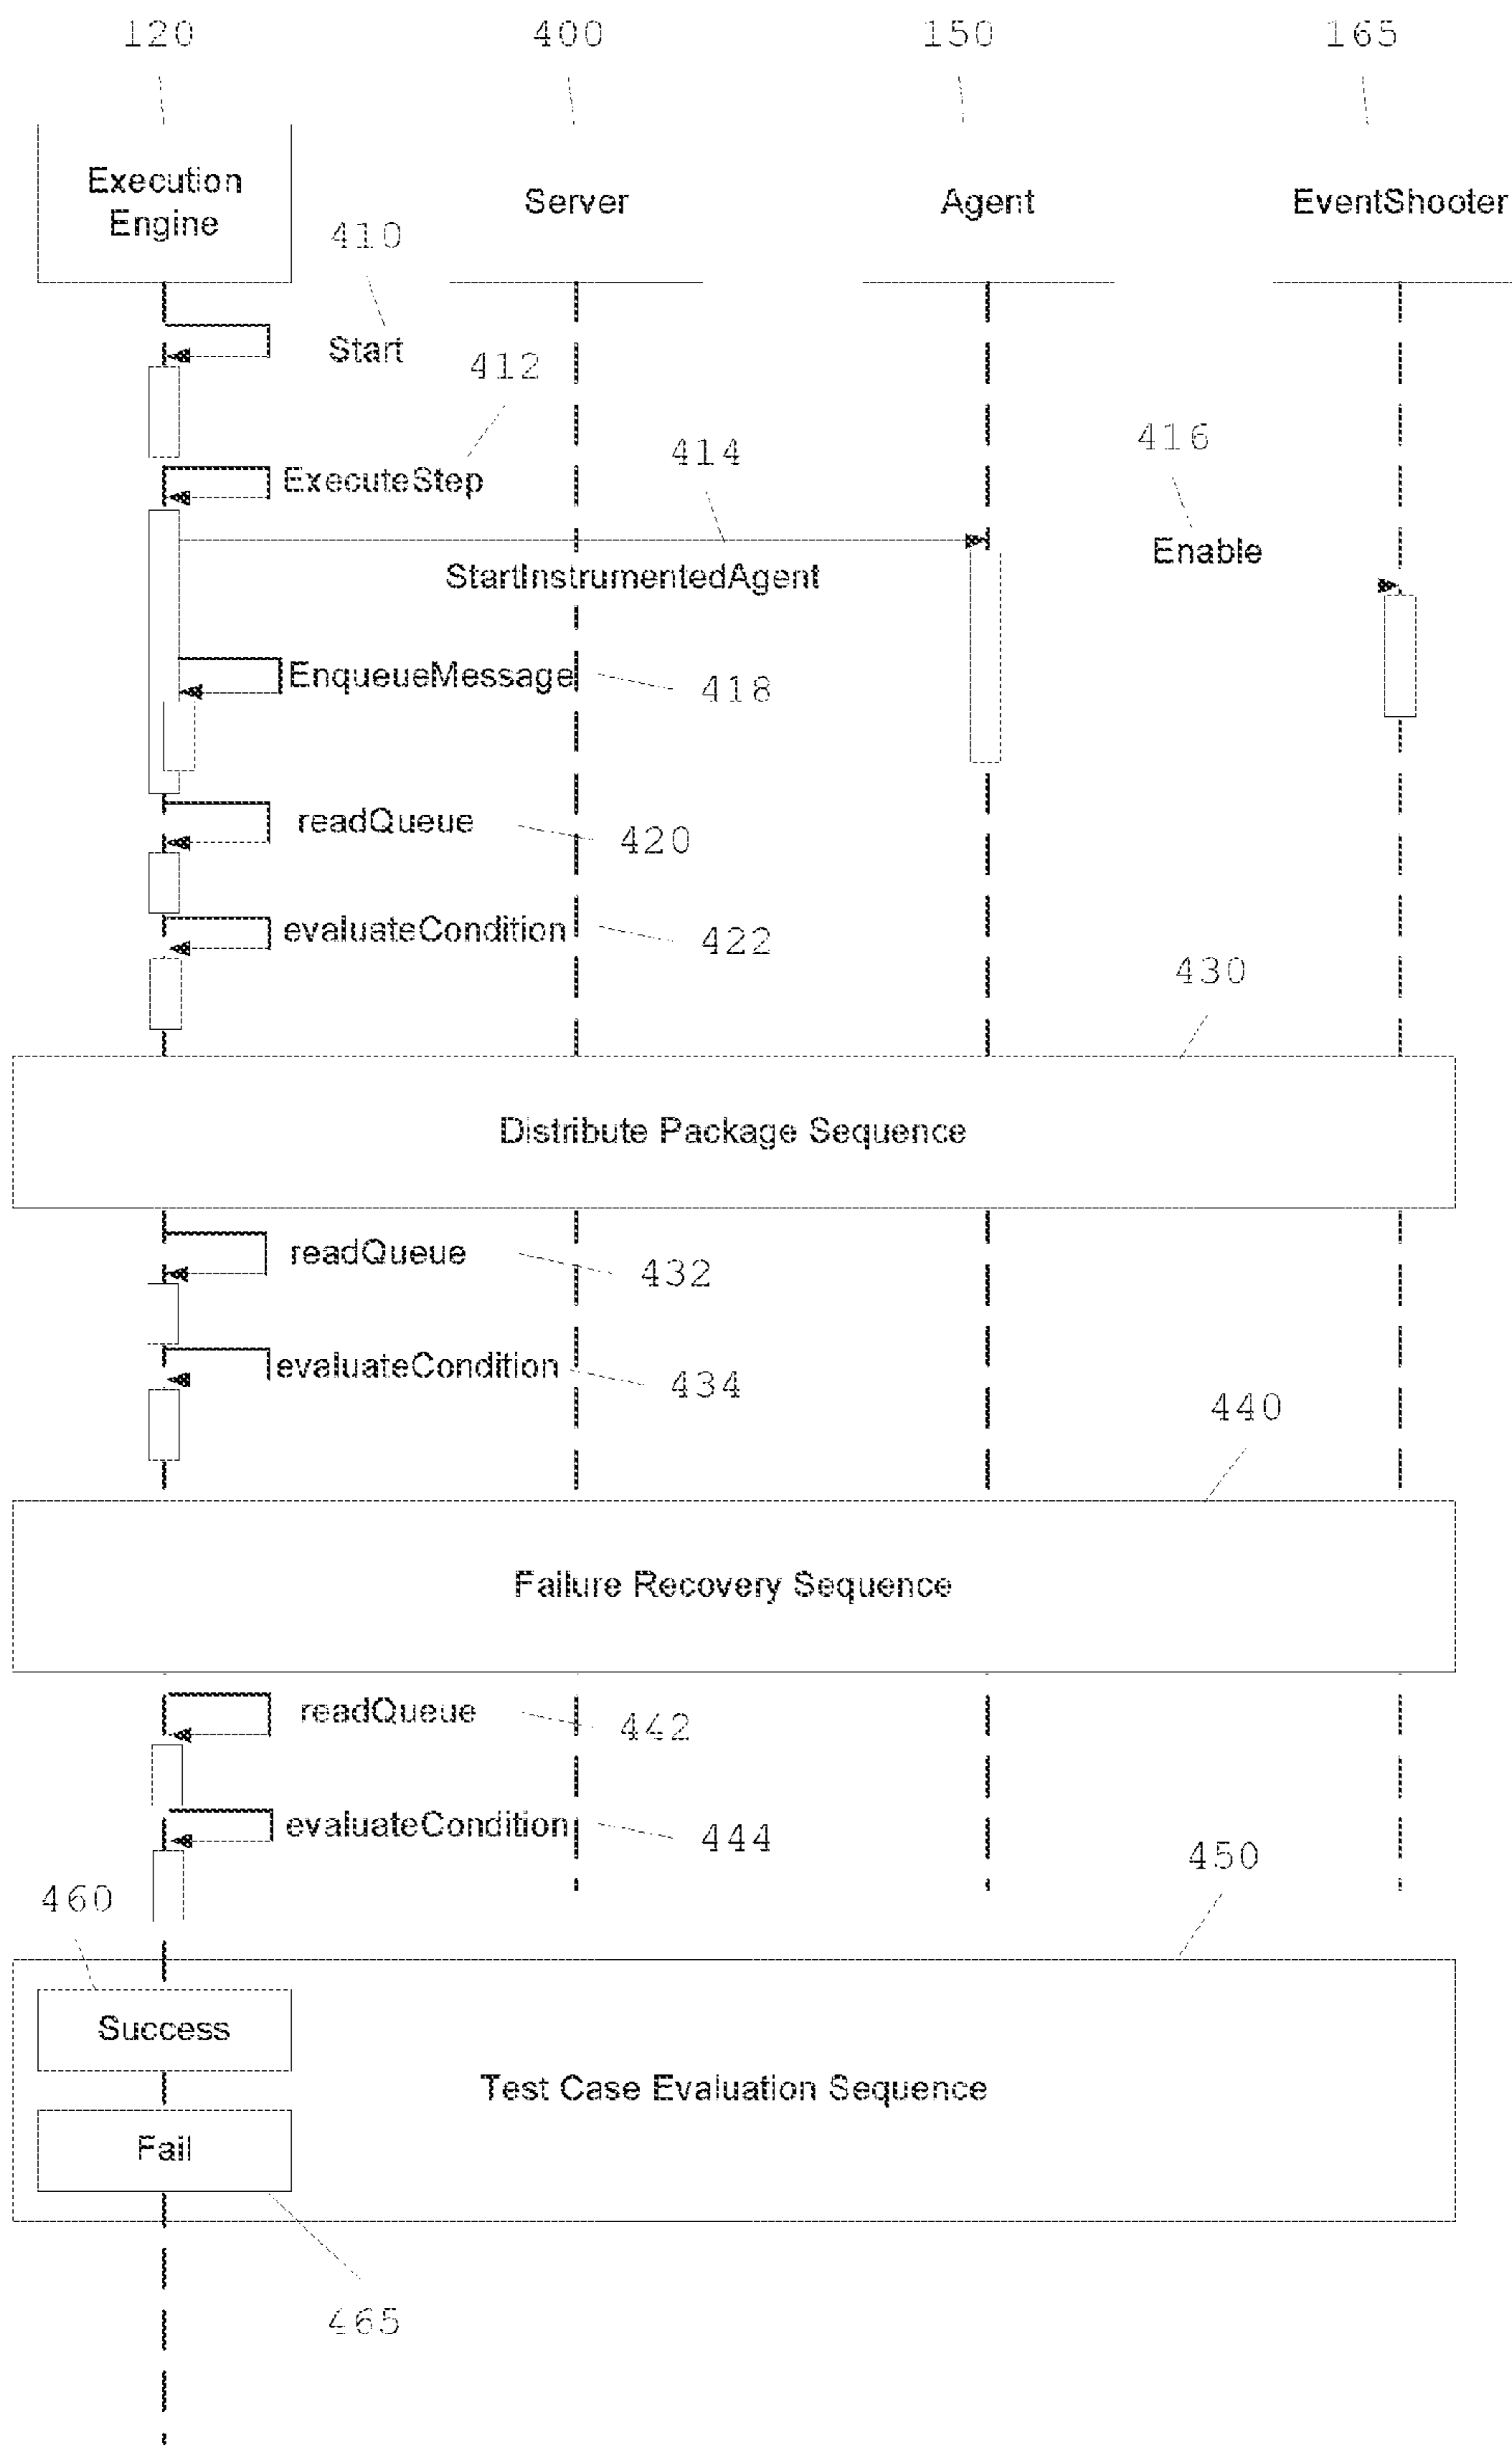 120
400
150
165
Execution
Engine
Server
Agent
EventShooter
410
Start
412
ExecuteStep
414
416
Enable
StartInstrumentedAgent
EnqueueMessage
418
readQueue
420
evaluateCondition
422
430
Distribute Package Sequence
readQueue
432
evaluateCondition
434
440
Failure Recovery Sequence
readQueue
442
evaluateCondition
444
450
460
Success
Test Case Evaluation Sequence
Fail
465